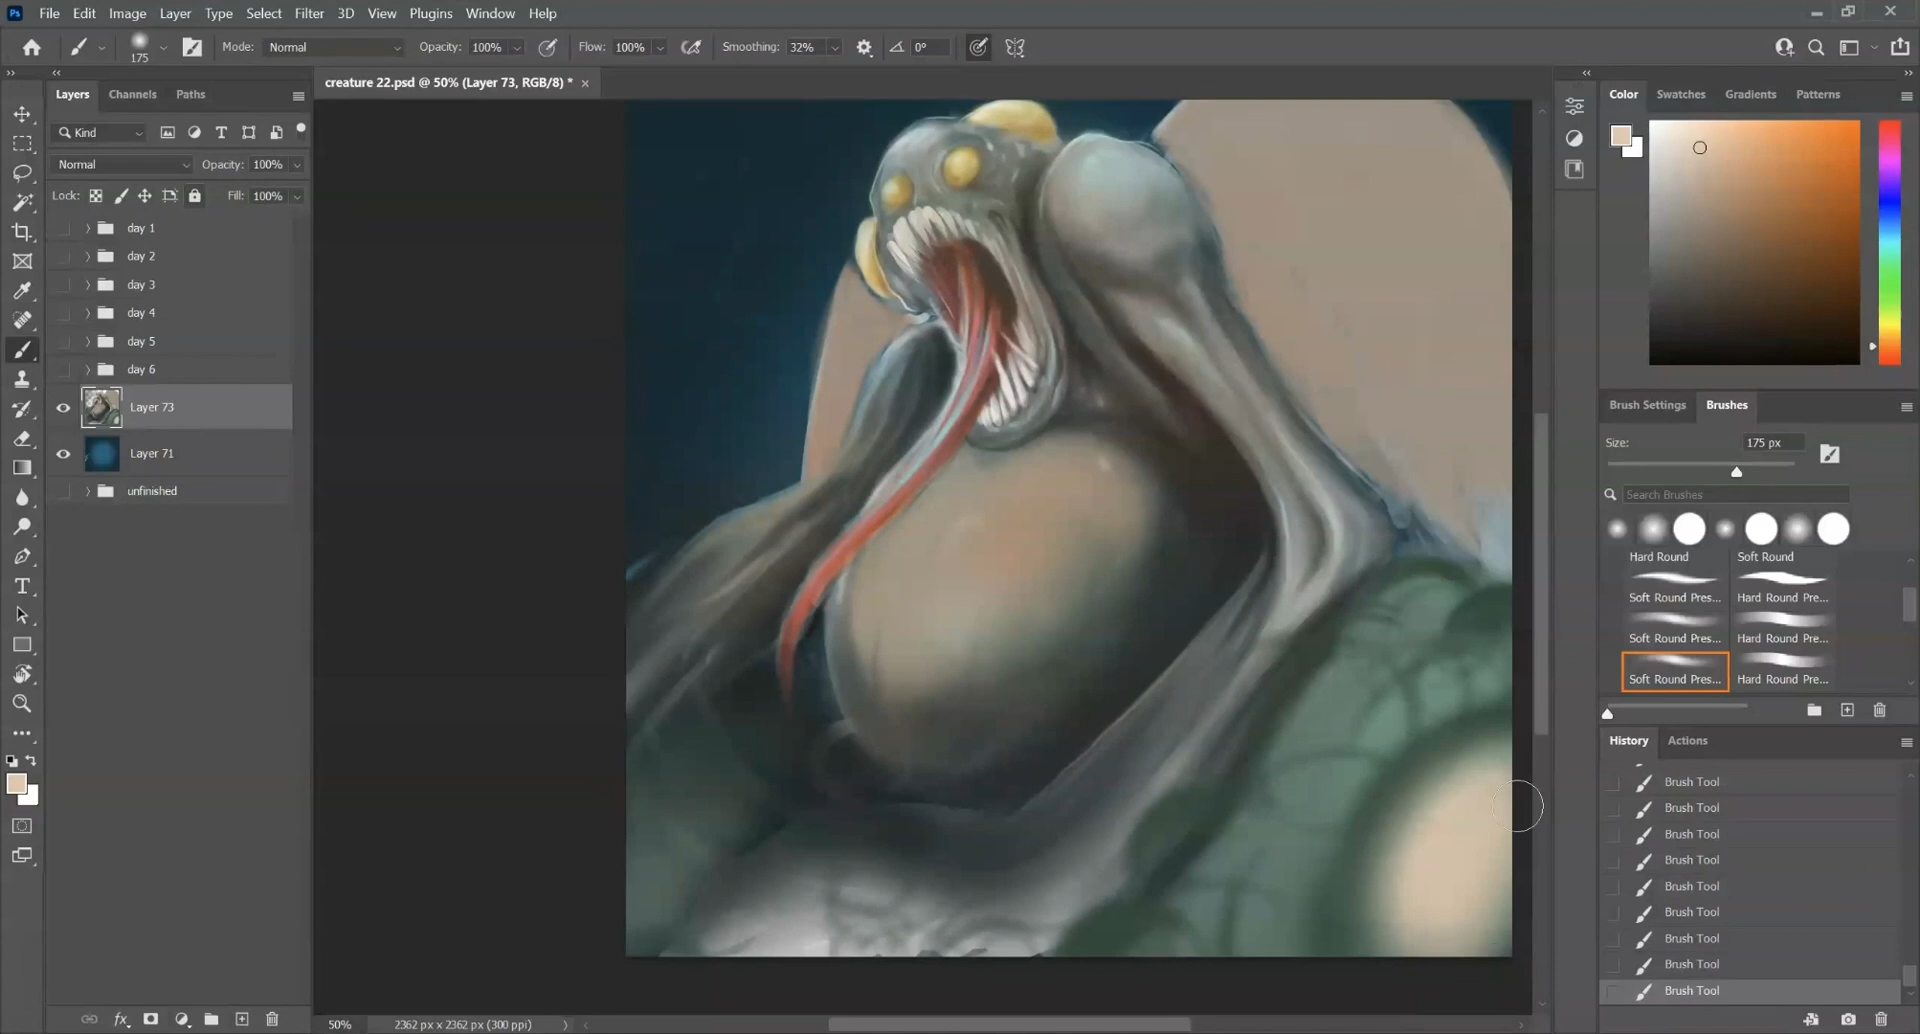 Ps File Edit Image Layer Type Select Filter 3D View Plugins Window Help
175 Mode: Normal Opacity: 100% Flow: 100% Smoothing: 32% 0°
creature 22.psd @ 50% (Layer 73, RGB/8) *
Layers Channels Paths
Kind
Normal Opacity: 100%
Lock: Fill: 100%
day 1
day 2
day 3
day 4
day 5
day 6
Layer 73
Layer 71
unfinished
50% 2362 px x 2362 px (300 ppi)
Color Swatches Gradients Patterns
Brush Settings Brushes
Size: 175 px
Search Brushes
Hard Round Soft Round
Soft Round Pres... Hard Round Pre...
Soft Round Pres... Hard Round Pre...
Soft Round Pres... Hard Round Pre...
History Actions
Brush Tool
Brush Tool
Brush Tool
Brush Tool
Brush Tool
Brush Tool
Brush Tool
Brush Tool
Brush Tool